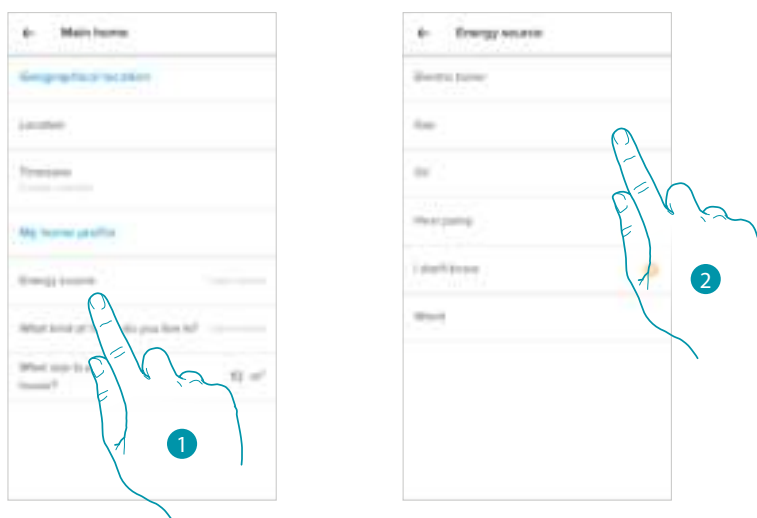 Main home
Geographical location
Location
Timezone
My home profile
Energy source
What kind of do you live in?
What size is
house?
m²
1
Energy source
Electric boiler
Gas
Oil
Heat pump
I don't know
Wood
2